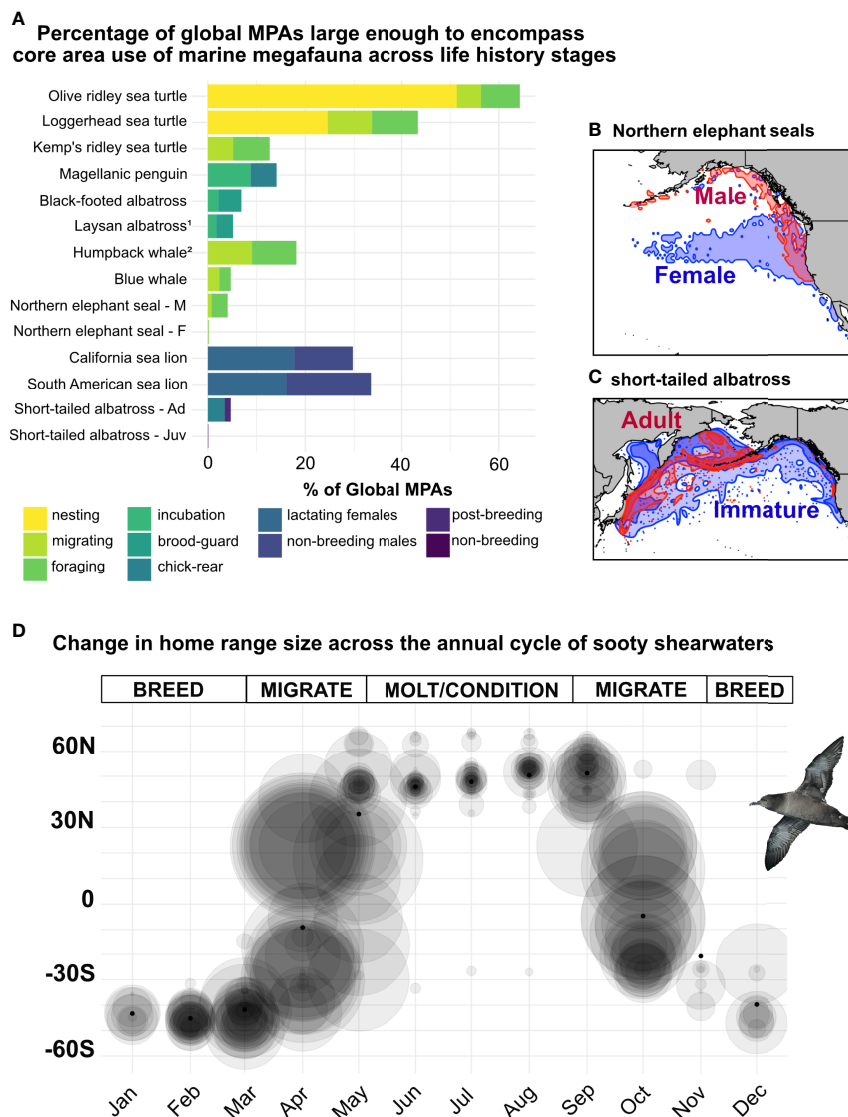 A
Percentage of global MPAs large enough to encompass
core area use of marine megafauna across life history stages
Olive ridley sea turtle
Loggerhead sea turtle
Kemp's ridley sea turtle
Magellanic penguin
Black-footed albatross
Laysan albatross¹
Humpback whale²
Blue whale
Northern elephant seal - M
Northern elephant seal - F
California sea lion
South American sea lion
Short-tailed albatross - Ad
Short-tailed albatross - Juv
0 20 40 60
% of Global MPAs
nesting incubation lactating females post-breeding
migrating brood-guard non-breeding males non-breeding
foraging chick-rear
B Northern elephant seals
Male
Female
C short-tailed albatross
Adult
Immature
D
Change in home range size across the annual cycle of sooty shearwaters
BREED MIGRATE MOLT/CONDITION MIGRATE BREED
60N
30N
0
-30S
-60S
Jan Feb Mar Apr May Jun Jul Aug Sep Oct Nov Dec